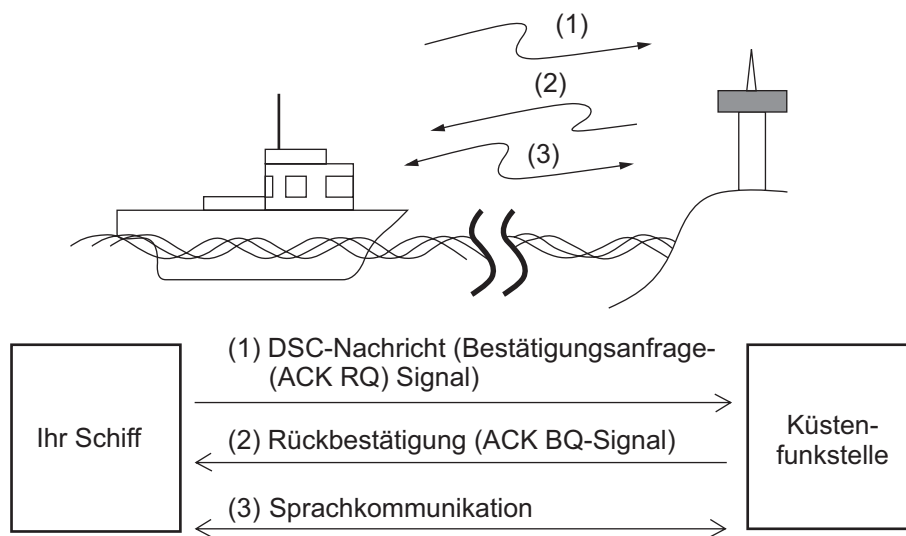 (1)
(2)
(3)
(1) DSC-Nachricht (Bestätigungsanfrage-
(ACK RQ) Signal)
Ihr Schiff
(2) Rückbestätigung (ACK BQ-Signal)
Küsten-
funkstelle
(3) Sprachkommunikation